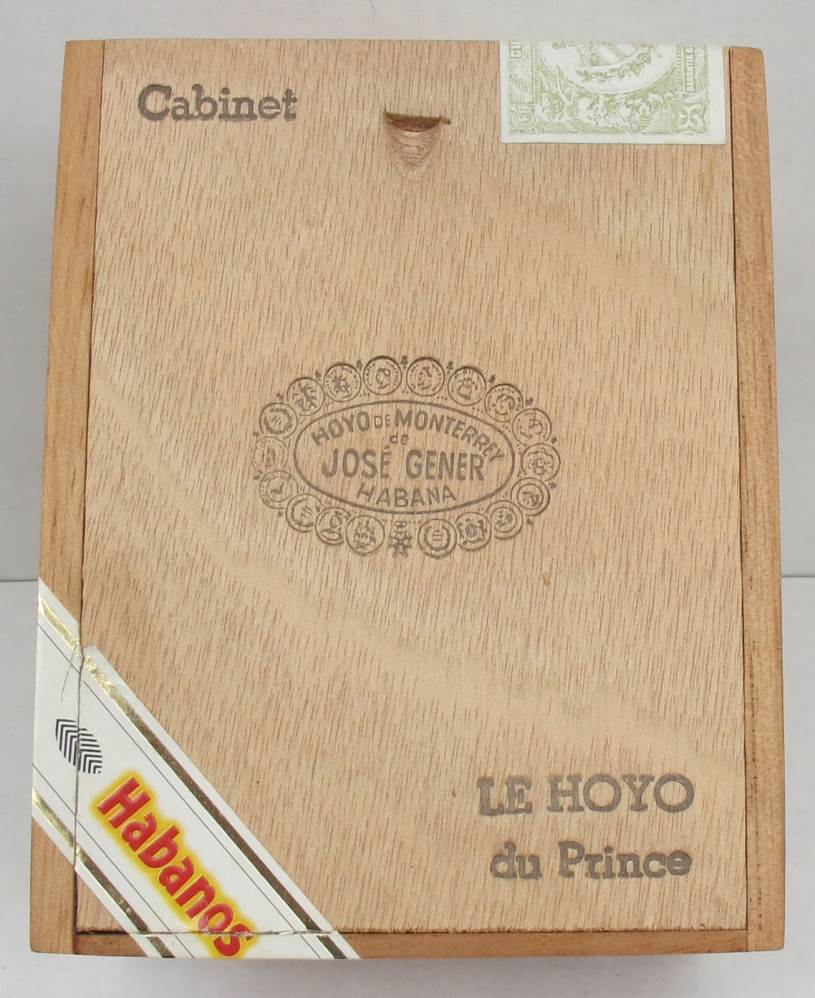 Cabinet
HOYO DE MONTERREY
de
JOSÉ GENER
HABANA
LE HOYO
du Prince
Habanos